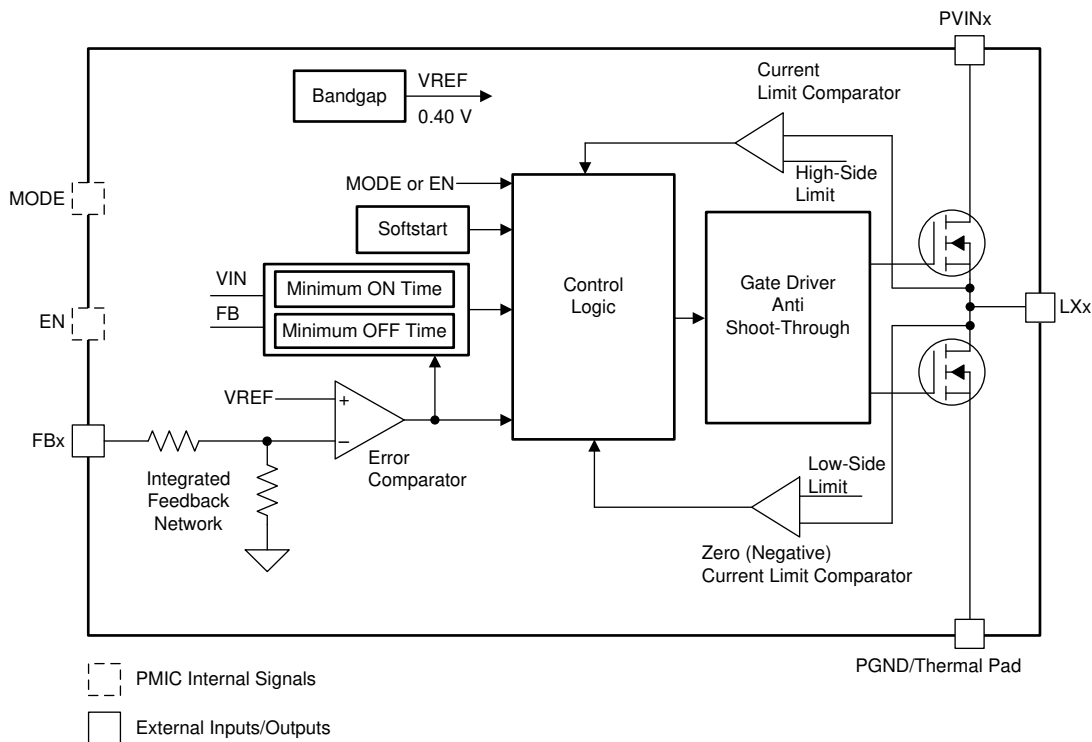 PVINx
Bandgap
VREF
0.40 V
Current
Limit Comparator
High-Side
Limit
MODE
MODE or EN
Softstart
VIN
FB
Minimum ON Time
Minimum OFF Time
Control
Logic
Gate Driver
Anti
Shoot-Through
LXx
EN
VREF
+
−
FBx
Error
Comparator
Integrated
Feedback
Network
Low-Side
Limit
Zero (Negative)
Current Limit Comparator
PGND/Thermal Pad
PMIC Internal Signals
External Inputs/Outputs